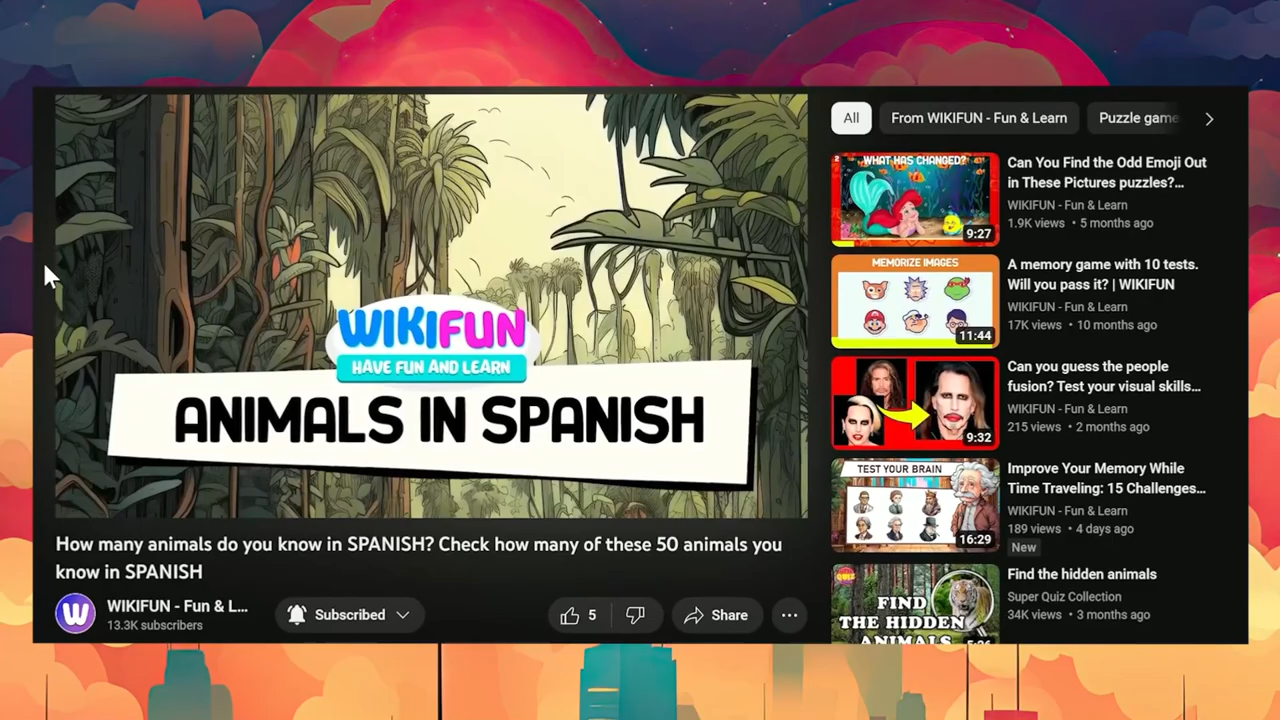 WIKIFUN
HAVE FUN AND LEARN
ANIMALS IN SPANISH
How many animals do you know in SPANISH? Check how many of these 50 animals you
know in SPANISH
W
WIKIFUN - Fun & L...
13.3K subscribers
Subscribed
5
Share
All
From WIKIFUN - Fun & Learn
Puzzle game
2
WHAT HAS CHANGED?
9:27
Can You Find the Odd Emoji Out
in These Pictures puzzles?...
WIKIFUN - Fun & Learn
1.9K views • 5 months ago
MEMORIZE IMAGES
11:44
A memory game with 10 tests.
Will you pass it? | WIKIFUN
WIKIFUN - Fun & Learn
17K views • 10 months ago
9:32
Can you guess the people
fusion? Test your visual skills...
WIKIFUN - Fun & Learn
215 views • 2 months ago
TEST YOUR BRAIN
16:29
Improve Your Memory While
Time Traveling: 15 Challenges...
WIKIFUN - Fun & Learn
189 views • 4 days ago
New
QUIZ
FIND
THE HIDDEN
ANIMALS
Find the hidden animals
Super Quiz Collection
34K views • 3 months ago